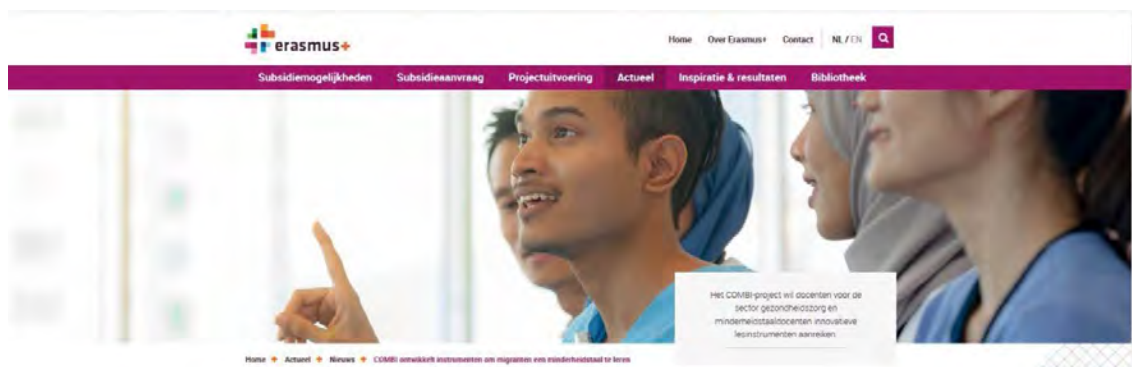 erasmus+
Home Over Erasmus+ Contact NL / EN
Subsidiemogelijkheden Subsidieaanvraag Projectuitvoering Actueel Inspiratie & resultaten Bibliotheek
Het COMBI-project wil docenten voor de
sector gezondheidszorg en
minderheidstaaldocenten innovatieve
lesinstrumenten aanreiken
Home + Actueel + Nieuws + COMBI ontwikkelt instrumenten om migranten een minderheidstaal te leren